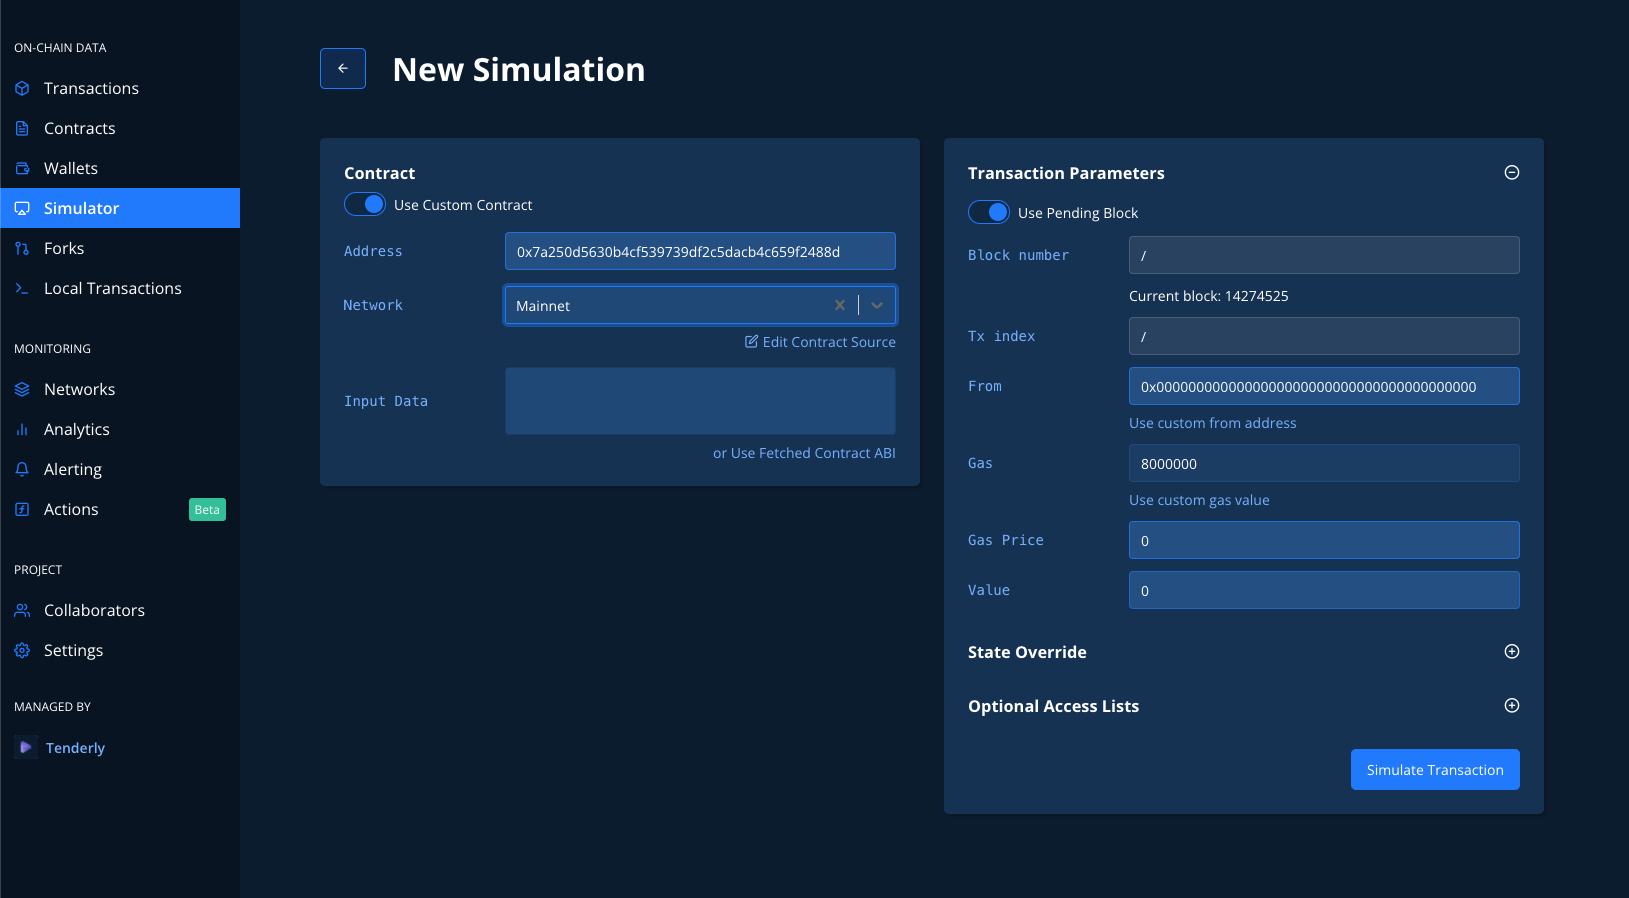 ON-CHAIN DATA
Transactions
Contracts
Wallets
Simulator
Forks
Local Transactions
MONITORING
Networks
Analytics
Alerting
Actions
Beta
PROJECT
Collaborators
Settings
MANAGED BY
Tenderly
New Simulation
Contract
Use Custom Contract
Address
0x7a250d5630b4cf539739df2c5dacb4c659f2488d
Network
Mainnet
Edit Contract Source
Input Data
or Use Fetched Contract ABI
Transaction Parameters
Use Pending Block
Block number
/
Current block: 14274525
Tx index
/
From
0x0000000000000000000000000000000000000000
Use custom from address
Gas
8000000
Use custom gas value
Gas Price
0
Value
0
State Override
Optional Access Lists
Simulate Transaction